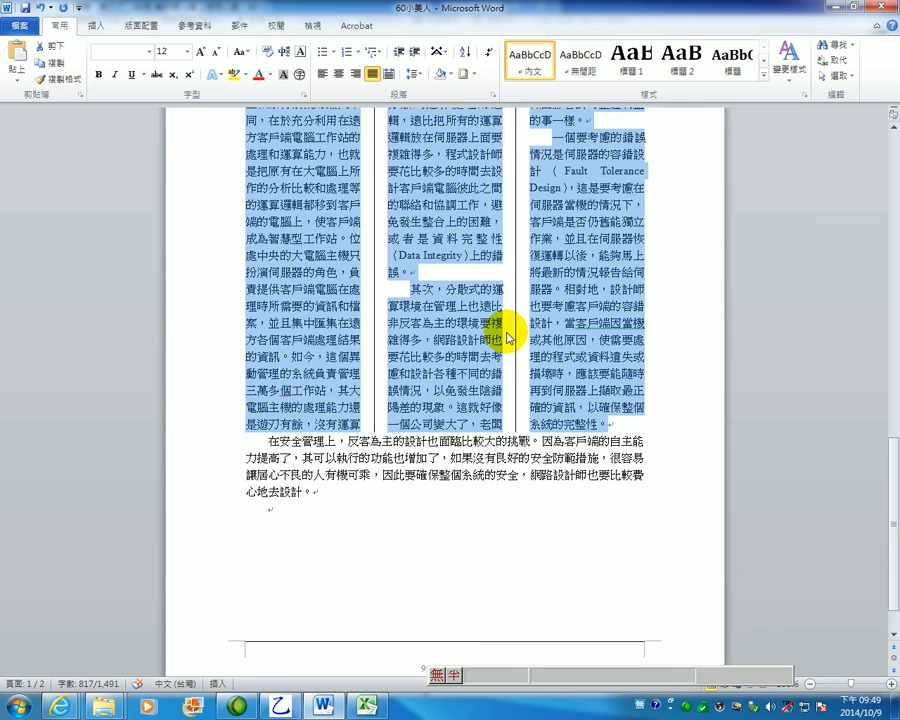 60小美人 - Microsoft Word
檔案 常用 插入 版面配置 參考資料 郵件 校閱 檢視 Acrobat
貼上 剪下 複製 複製格式
12
AaBbCcD 內文
AaBbCcD 無間距
標題 1
AaB 標題 2
AaBbC 標題
變更樣式
尋找 取代 選取
剪貼簿 字型 段落 樣式 編輯
同，在於充分利用在遠
方客戶端電腦工作站的
處理和運算能力，也就
是把原有在大電腦上所
作的分析比較和處理等
的運算邏輯都移到客戶
端的電腦上，使客戶端
成為智慧型工作站。位
處中央的大電腦主機只
扮演伺服器的角色，負
責提供客戶端電腦在處
理時所需要的資訊和檔
案，並且集中匯集在遠
方各個客戶端處理結果
的資訊。如今，這個異
動管理的系統負責管理
三萬多個工作站，其大
電腦主機的處理能力還
是遊刃有餘，沒有運算
輯，遠比把所有的運算
邏輯放在伺服器上面要
複雜得多，程式設計師
要花比較多的時間去設
計客戶端電腦彼此之間
的聯絡和協調工作，避
免發生整合上的困難，
或者是資料完整性
（Data Integrity）上的錯
誤。
其次，分散式的運
算環境在管理上也遠比
非反客為主的環境要複
雜得多，網路設計師也
要花比較多的時間去考
慮和設計各種不同的錯
誤情況，以免發生陰錯
陽差的現象。這就好像
一個公司變大了，老闆
的事一樣。
一個要考慮的錯誤
情況是伺服器的容錯設
計（Fault Tolerance
Design），這是要考慮在
伺服器當機的情況下，
客戶端是否仍舊能獨立
作業，並且在伺服器恢
復運轉以後，能夠馬上
將最新的情況報告給伺
服器。相對地，設計師
也要考慮客戶端的容錯
設計，當客戶端因當機
或其他原因，使需要處
理的程式或資料遺失或
損壞時，應該要能隨時
再到伺服器上擷取最正
確的資訊，以確保整個
系統的完整性。
在安全管理上，反客為主的設計也面臨比較大的挑戰。因為客戶端的自主能
力提高了，其可以執行的功能也增加了，如果沒有良好的安全防範措施，很容易
讓居心不良的人有機可乘，因此要確保整個系統的安全，網路設計師也要比較費
心地去設計。
9
無 半
頁面: 1 / 2 字數: 817/1,491 中文 (台灣) 插入
下午 09:49
2014/10/9